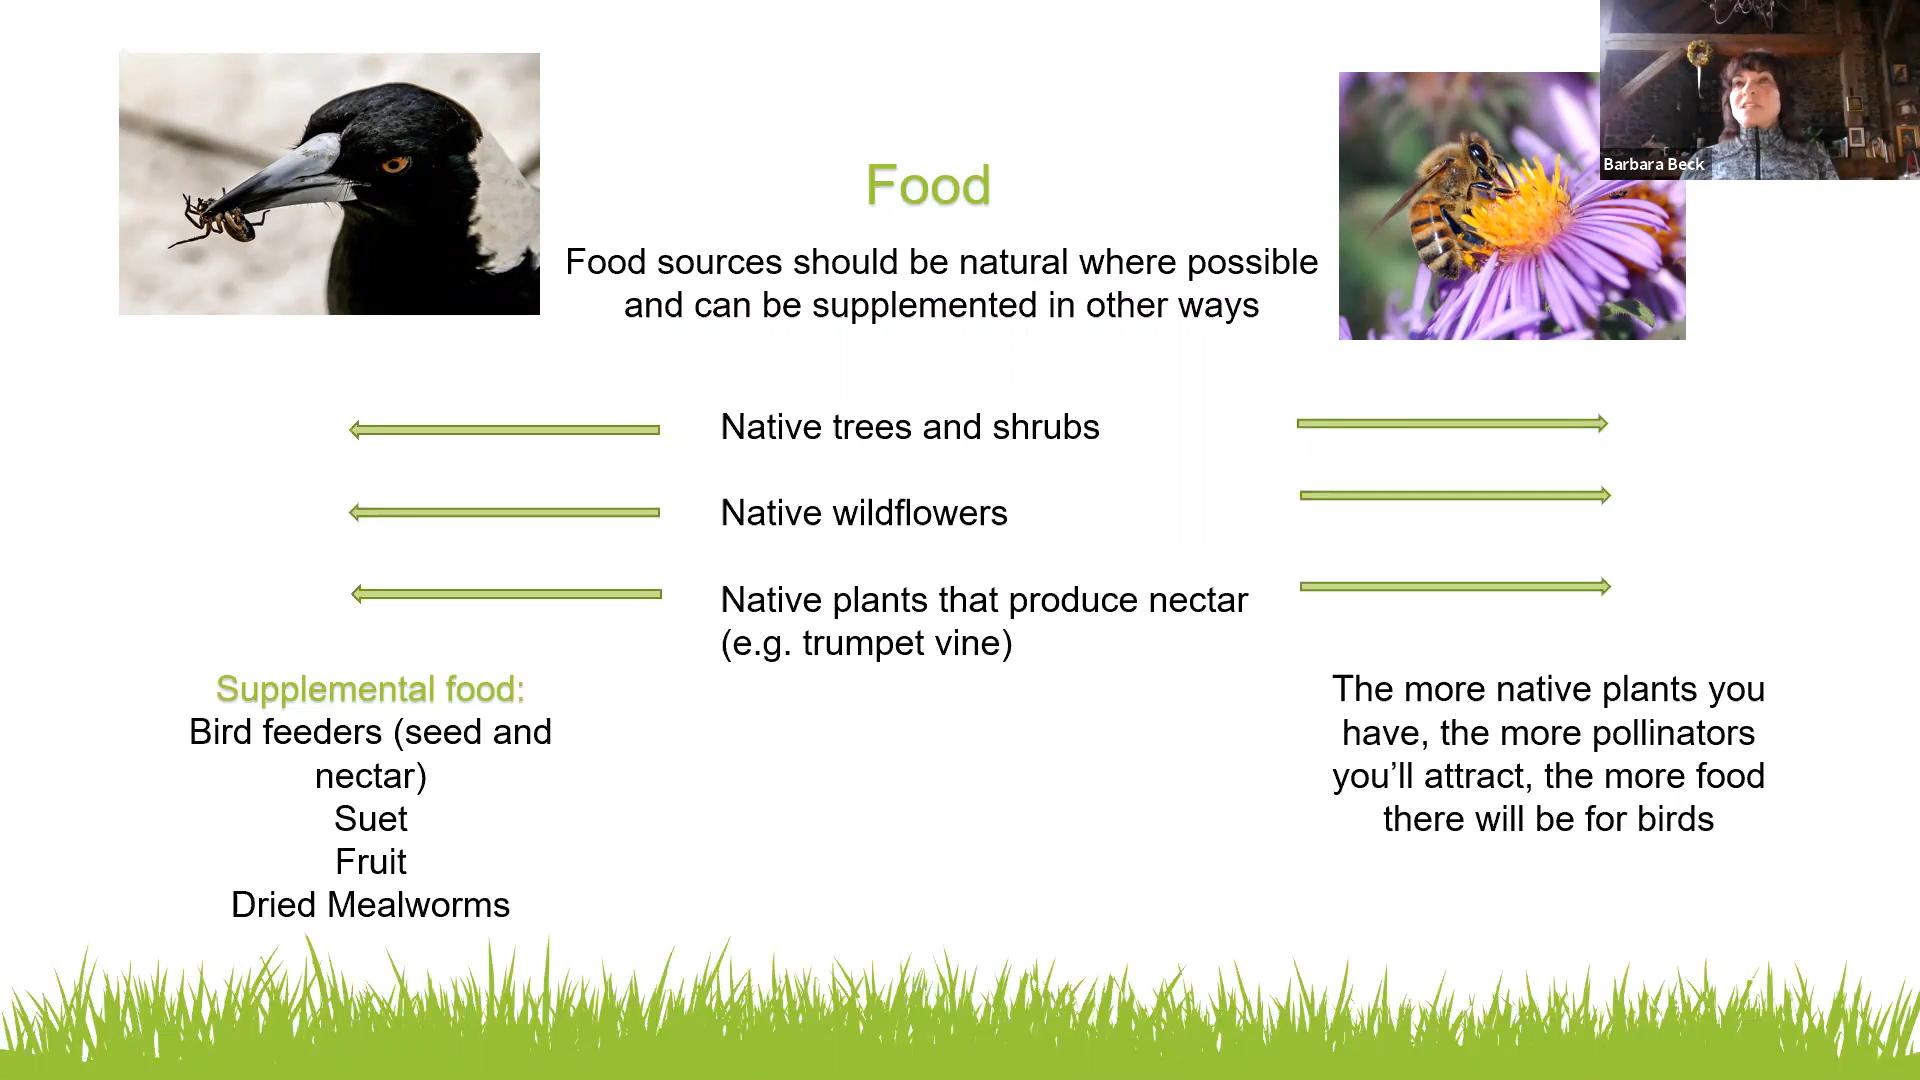 Barbara Beck
Food
Food sources should be natural where possible
and can be supplemented in other ways
Native trees and shrubs
Native wildflowers
Native plants that produce nectar
(e.g. trumpet vine)
Supplemental food:
Bird feeders (seed and
nectar)
Suet
Fruit
Dried Mealworms
The more native plants you
have, the more pollinators
you’ll attract, the more food
there will be for birds